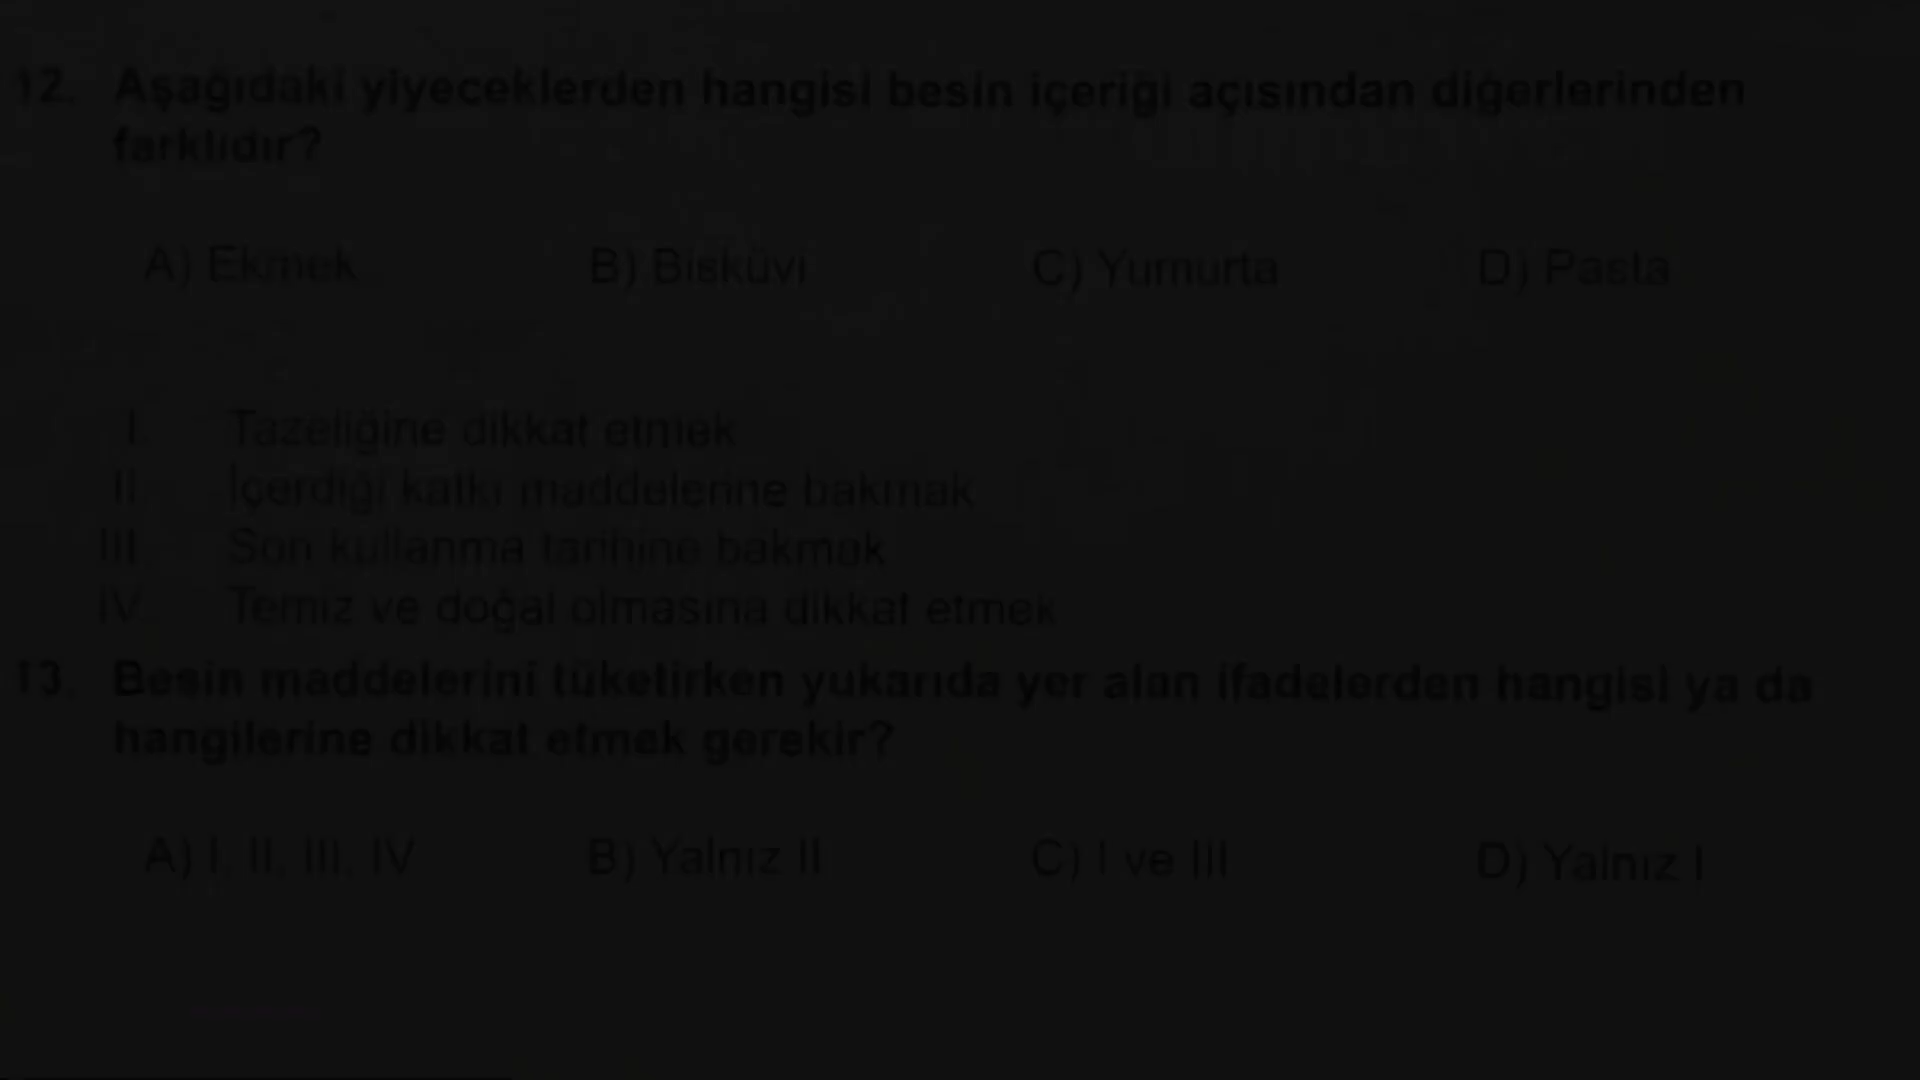 12. Aşağıdaki yiyeceklerden hangisi besin içeriği açısından diğerlerinden
farklıdır?
A) Ekmek B) Bisküvi C) Yumurta D) Pasta
I. Tazeliğine dikkat etmek
II. İçerdiği katkı maddelerine bakmak
III. Son kullanma tarihine bakmak
IV. Temiz ve doğal olmasına dikkat etmek
13. Besin maddelerini tüketirken yukarıda yer alan ifadelerden hangisi ya da
hangilerine dikkat etmek gerekir?
A) I, II, III, IV B) Yalnız II C) I ve III D) Yalnız I